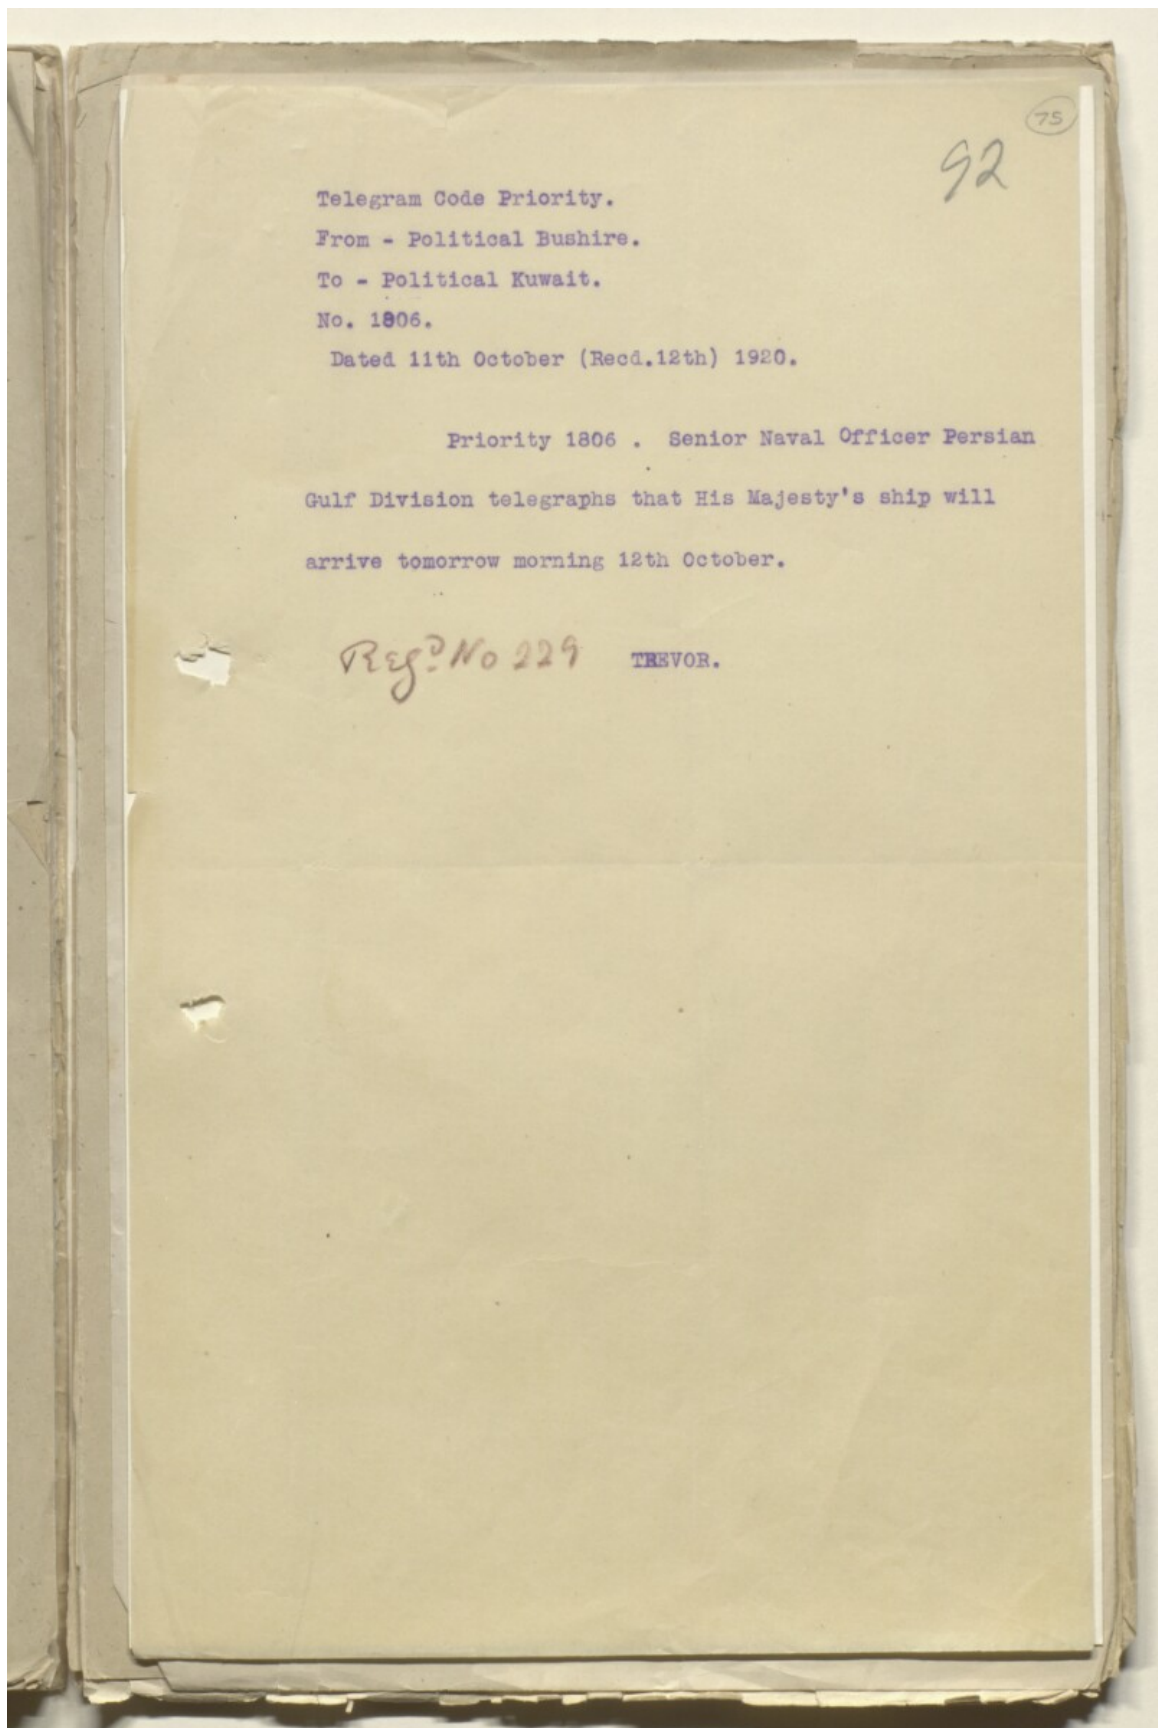 75
92
Telegram Code Priority.
From - Political Bushire.
To - Political Kuwait.
No. 1806.
Dated 11th October (Recd.12th) 1920.
Priority 1806 . Senior Naval Officer Persian
Gulf Division telegraphs that His Majesty's ship will
arrive tomorrow morning 12th October.
Regd. No 229 TREVOR.